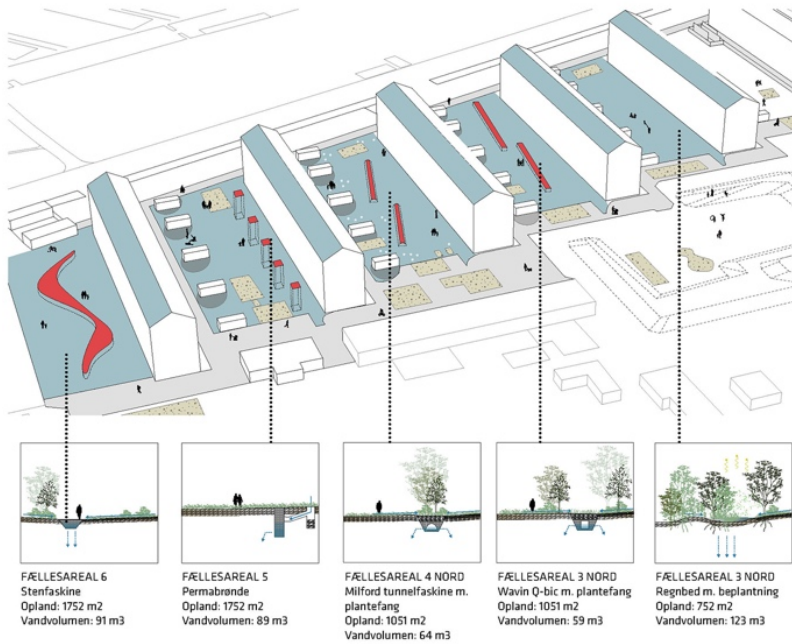 FÆLLESAREAL 6
Stenfaskine
Opland: 1752 m2
Vandvolumen: 91 m3
FÆLLESAREAL 5
Permabrønde
Opland: 1752 m2
Vandvolumen: 89 m3
FÆLLESAREAL 4 NORD
Milford tunnelfaskine m.
plantefang
Opland: 1051 m2
Vandvolumen: 64 m3
FÆLLESAREAL 3 NORD
Wavin Q-bic m. plantefang
Opland: 1051 m2
Vandvolumen: 59 m3
FÆLLESAREAL 3 NORD
Regnbed m. beplantning
Opland: 752 m2
Vandvolumen: 123 m3